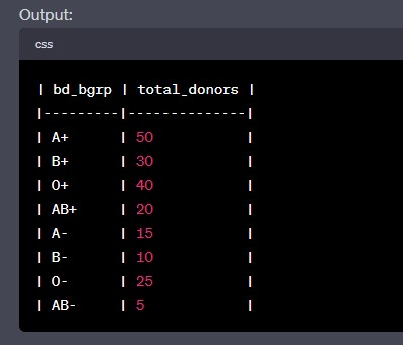 Output:
css
| bd_bgrp | total_donors |
|---------|--------------|
| A+      | 50           |
| B+      | 30           |
| O+      | 40           |
| AB+     | 20           |
| A-      | 15           |
| B-      | 10           |
| O-      | 25           |
| AB-     | 5            |